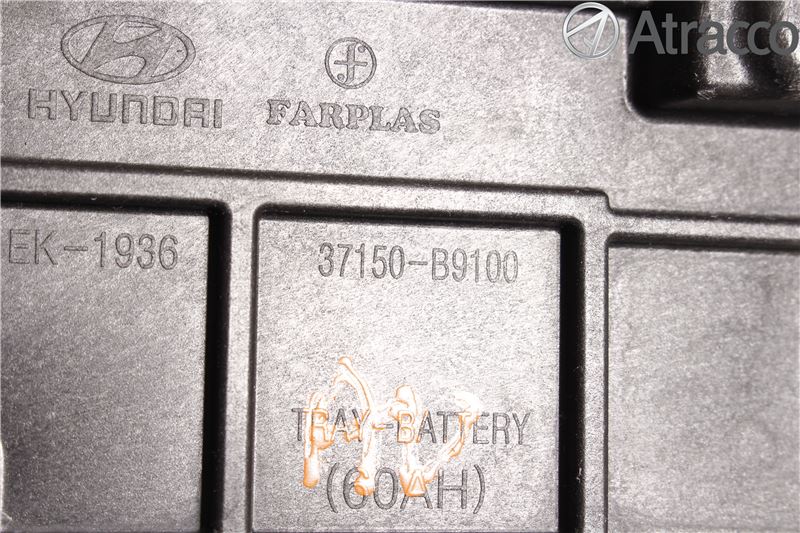 Atracco
HYUNDAI
FARPLAS
EK-1936
37150-B9100
TRAY-BATTERY
(60AH)